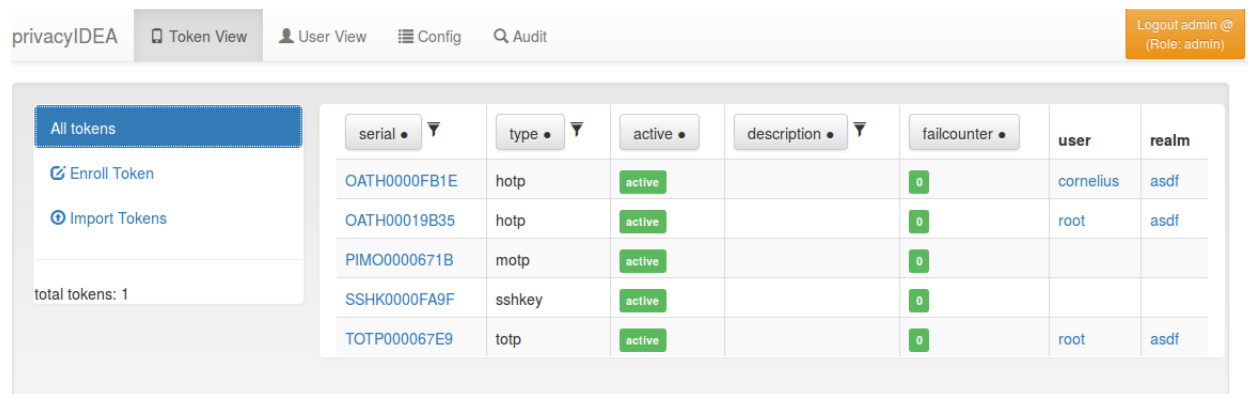 privacyIDEA Token View User View Config Audit Logout admin @
(Role: admin)
All tokens
Enroll Token
Import Tokens
total tokens: 1
serial ● type ● active ● description ● failcounter ● user realm
OATH0000FB1E hotp active 0 cornelius asdf
OATH00019B35 hotp active 0 root asdf
PIMO0000671B motp active 0
SSHK0000FA9F sshkey active 0
TOTP000067E9 totp active 0 root asdf